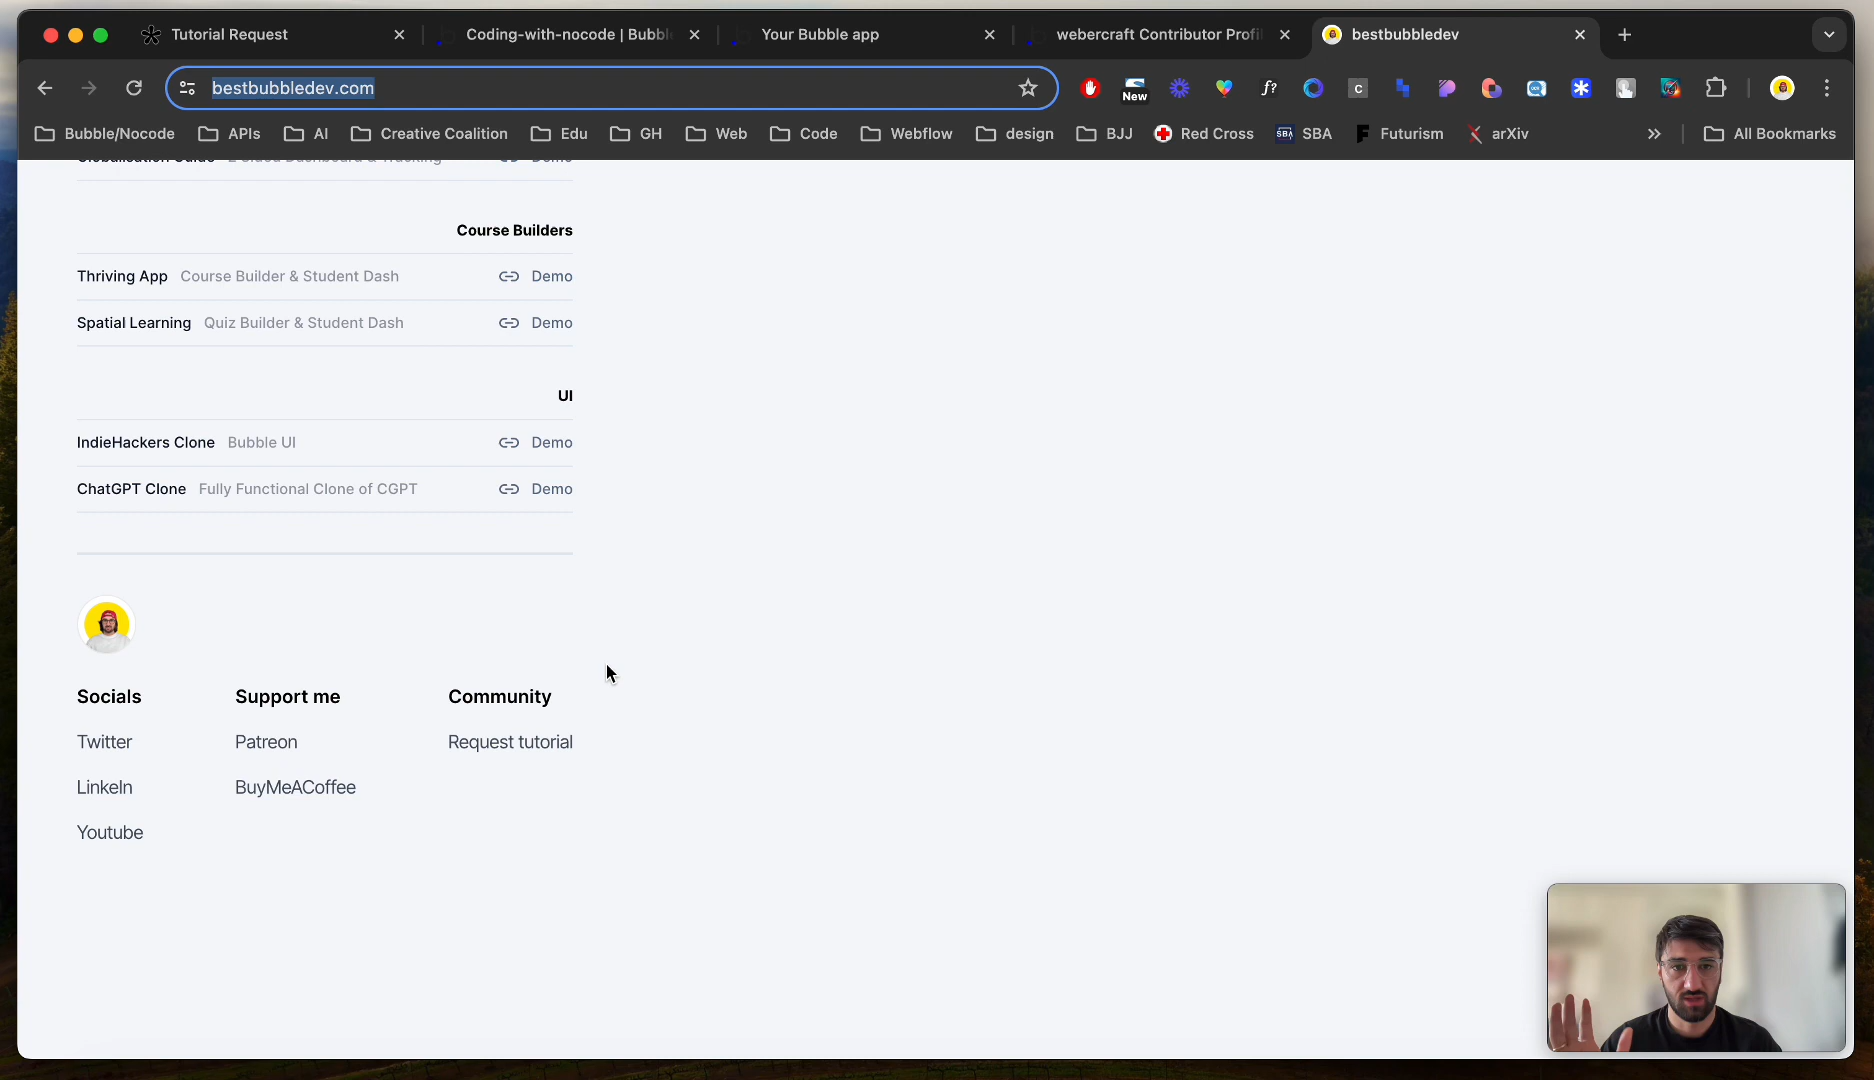 Tutorial Request
Coding-with-nocode | Bubbl
Your Bubble app
webercraft Contributor Profil
bestbubbledev
bestbubbledev.com
New
f?
C
Bubble/Nocode
APIs
AI
Creative Coalition
Edu
GH
Web
Code
Webflow
design
BJJ
Red Cross
SBA SBA
Futurism
arXiv
All Bookmarks
Course Builders
Thriving App Course Builder & Student Dash Demo
Spatial Learning Quiz Builder & Student Dash Demo
UI
IndieHackers Clone Bubble UI Demo
ChatGPT Clone Fully Functional Clone of CGPT Demo
Socials
Twitter
LinkeIn
Youtube
Support me
Patreon
BuyMeACoffee
Community
Request tutorial